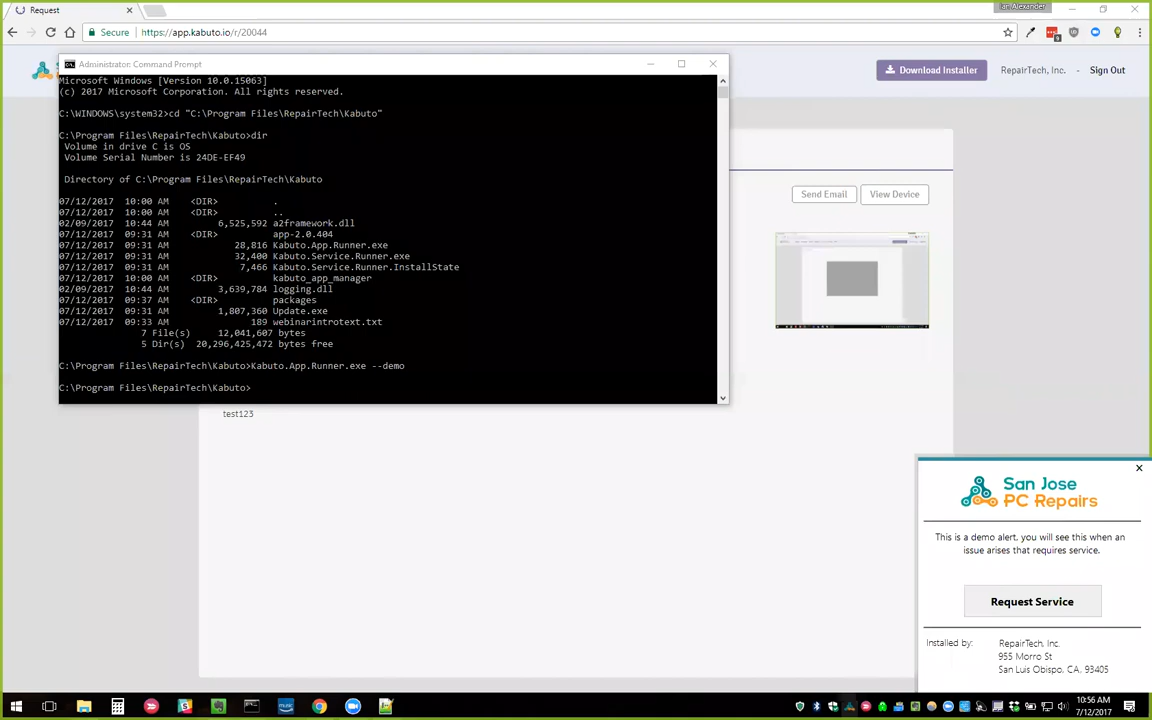 Request
Ian Alexander
Secure
https://app.kabuto.io/r/20044
Download Installer
RepairTech, Inc.
Sign Out
Administrator: Command Prompt
Microsoft Windows [Version 10.0.15063]
(c) 2017 Microsoft Corporation. All rights reserved.
C:\WINDOWS\system32>cd "C:\Program Files\RepairTech\Kabuto"
C:\Program Files\RepairTech\Kabuto>dir
Volume in drive C is OS
Volume Serial Number is 24DE-EF49
Directory of C:\Program Files\RepairTech\Kabuto
07/12/2017  10:00 AM    <DIR>          .
07/12/2017  10:00 AM    <DIR>          ..
02/09/2017  10:44 AM         6,525,592 a2framework.dll
07/12/2017  09:31 AM    <DIR>          app-2.0.404
07/12/2017  09:31 AM            28,816 Kabuto.App.Runner.exe
07/12/2017  09:31 AM            32,400 Kabuto.Service.Runner.exe
07/12/2017  09:31 AM             7,466 Kabuto.Service.Runner.InstallState
07/12/2017  10:00 AM    <DIR>          kabuto_app_manager
02/09/2017  10:44 AM         3,639,784 logging.dll
07/12/2017  09:37 AM    <DIR>          packages
07/12/2017  09:31 AM         1,807,360 Update.exe
07/12/2017  09:33 AM               189 webinarintrotext.txt
7 File(s)     12,041,607 bytes
5 Dir(s)  20,296,425,472 bytes free
C:\Program Files\RepairTech\Kabuto>Kabuto.App.Runner.exe --demo
C:\Program Files\RepairTech\Kabuto>
Send Email
View Device
test123
San Jose
PC Repairs
This is a demo alert, you will see this when an
issue arises that requires service.
Request Service
Installed by:
RepairTech, Inc.
955 Morro St
San Luis Obispo, CA, 93405
music
10:56 AM
7/12/2017